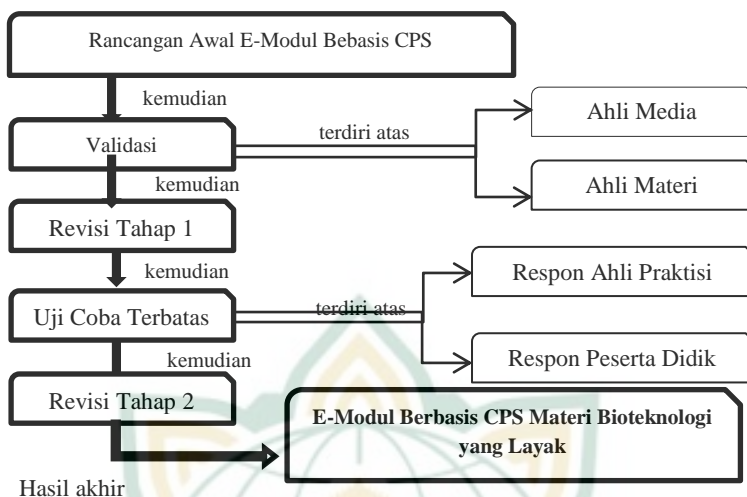 Rancangan Awal E-Modul Bebasis CPS
kemudian
Validasi
terdiri atas
Ahli Media
Ahli Materi
kemudian
Revisi Tahap 1
kemudian
Uji Coba Terbatas
terdiri atas
Respon Ahli Praktisi
Respon Peserta Didik
kemudian
Revisi Tahap 2
E-Modul Berbasis CPS Materi Bioteknologi
yang Layak
Hasil akhir